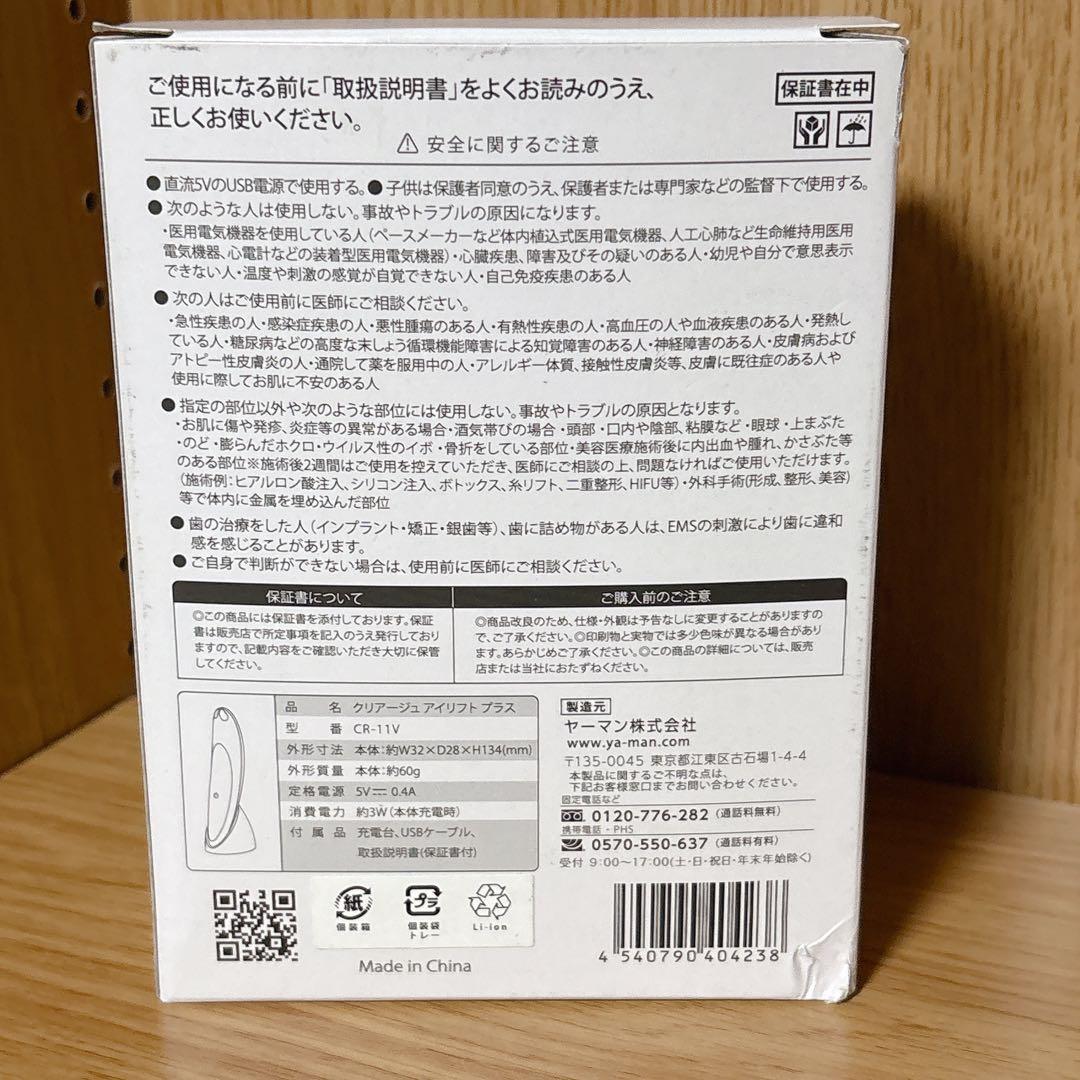 ご使用になる前に「取扱説明書」をよくお読みのうえ、
正しくお使いください。
保証書在中
⚠ 安全に関するご注意
●直流5VのUSB電源で使用する。●子供は保護者同意のうえ、保護者または専門家などの監督下で使用する。
●次のような人は使用しない。事故やトラブルの原因になります。
・医用電気機器を使用している人（ペースメーカーなど体内植込式医用電気機器、人工心肺など生命維持用医用
電気機器、心電計などの装着型医用電気機器）・心臓疾患、障害及びその疑いのある人・幼児や自分で意思表示
できない人・温度や刺激の感覚が自覚できない人・自己免疫疾患のある人
●次の人はご使用前に医師にご相談ください。
・急性疾患の人・感染症疾患の人・悪性腫瘍のある人・有熱性疾患の人・高血圧の人や血液疾患のある人・発熱し
ている人・糖尿病などの高度な末しょう循環機能障害による知覚障害のある人・神経障害のある人・皮膚病および
アトピー性皮膚炎の人・通院して薬を服用中の人・アレルギー体質、接触性皮膚炎等、皮膚に既往症のある人や
使用に際してお肌に不安のある人
●指定の部位以外や次のような部位には使用しない。事故やトラブルの原因となります。
・お肌に傷や発疹、炎症等の異常がある場合・酒気帯びの場合・頭部・口内や陰部、粘膜など・眼球・上まぶた
・のど・膨らんだホクロ・ウイルス性のイボ・骨折をしている部位・美容医療施術後に内出血や腫れ、かさぶた等
のある部位※施術後2週間はご使用を控えていただき、医師にご相談の上、問題なければご使用いただけます。
（施術例：ヒアルロン酸注入、シリコン注入、ボトックス、糸リフト、二重整形、HIFU等）・外科手術（形成、整形、美容）
等で体内に金属を埋め込んだ部位
●歯の治療をした人（インプラント・矯正・銀歯等）、歯に詰め物がある人は、EMSの刺激により歯に違和
感を感じることがあります。
●ご自身で判断ができない場合は、使用前に医師にご相談ください。
保証書について
◎この商品には保証書を添付しております。保証
書は販売店で所定事項を記入のうえ発行しており
ますので、記載内容をご確認いただき大切に保管
してください。
ご購入前のご注意
◎商品改良のため、仕様・外観は予告なしに変更することがありますの
で、ご了承ください。◎印刷物と実物では多少色味が異なる場合があり
ます。あらかじめご了承ください。◎この商品の詳細については、販売
店または当社におたずねください。
品名 クリアージュ アイリフト プラス
型番 CR-11V
外形寸法 本体：約W32×D28×H134(mm)
外形質量 本体：約60g
定格電源 5V⎓ 0.4A
消費電力 約3W（本体充電時）
付属品 充電台、USBケーブル、
取扱説明書(保証書付)
製造元
ヤーマン株式会社
www.ya-man.com
〒135-0045 東京都江東区古石場1-4-4
本製品に関するご不明な点は、
下記お客様窓口までお問い合わせください。
固定電話など
0120-776-282（通話料無料）
携帯電話・PHS
0570-550-637（通話料有料）
受付 9:00〜17:00(土・日・祝日・年末年始除く)
紙
個装箱
プラ
個装袋
トレー
Li-ion
Made in China
4 540790 404238